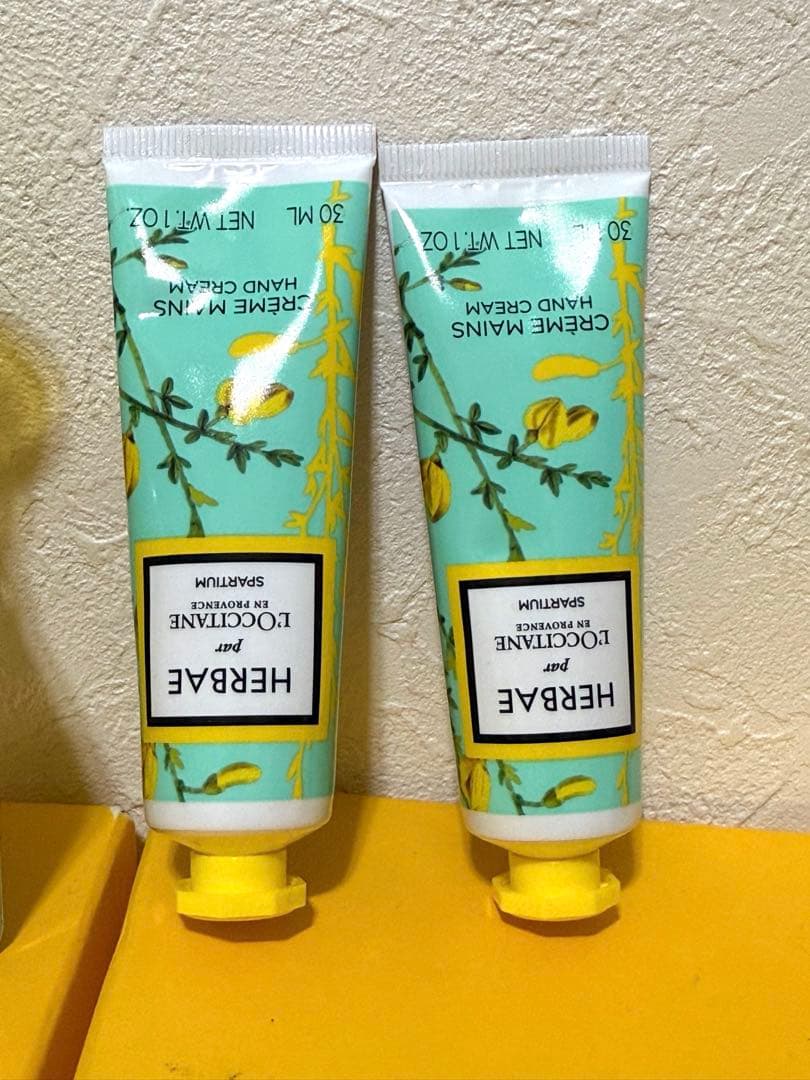 HERBAE
par
L'OCCITANE
EN PROVENCE
SPARTIUM
CRÈME MAINS
HAND CREAM
30 ML NET WT. 1 OZ.
HERBAE
par
L'OCCITANE
EN PROVENCE
SPARTIUM
CRÈME MAINS
HAND CREAM
30 ML NET WT. 1 OZ.